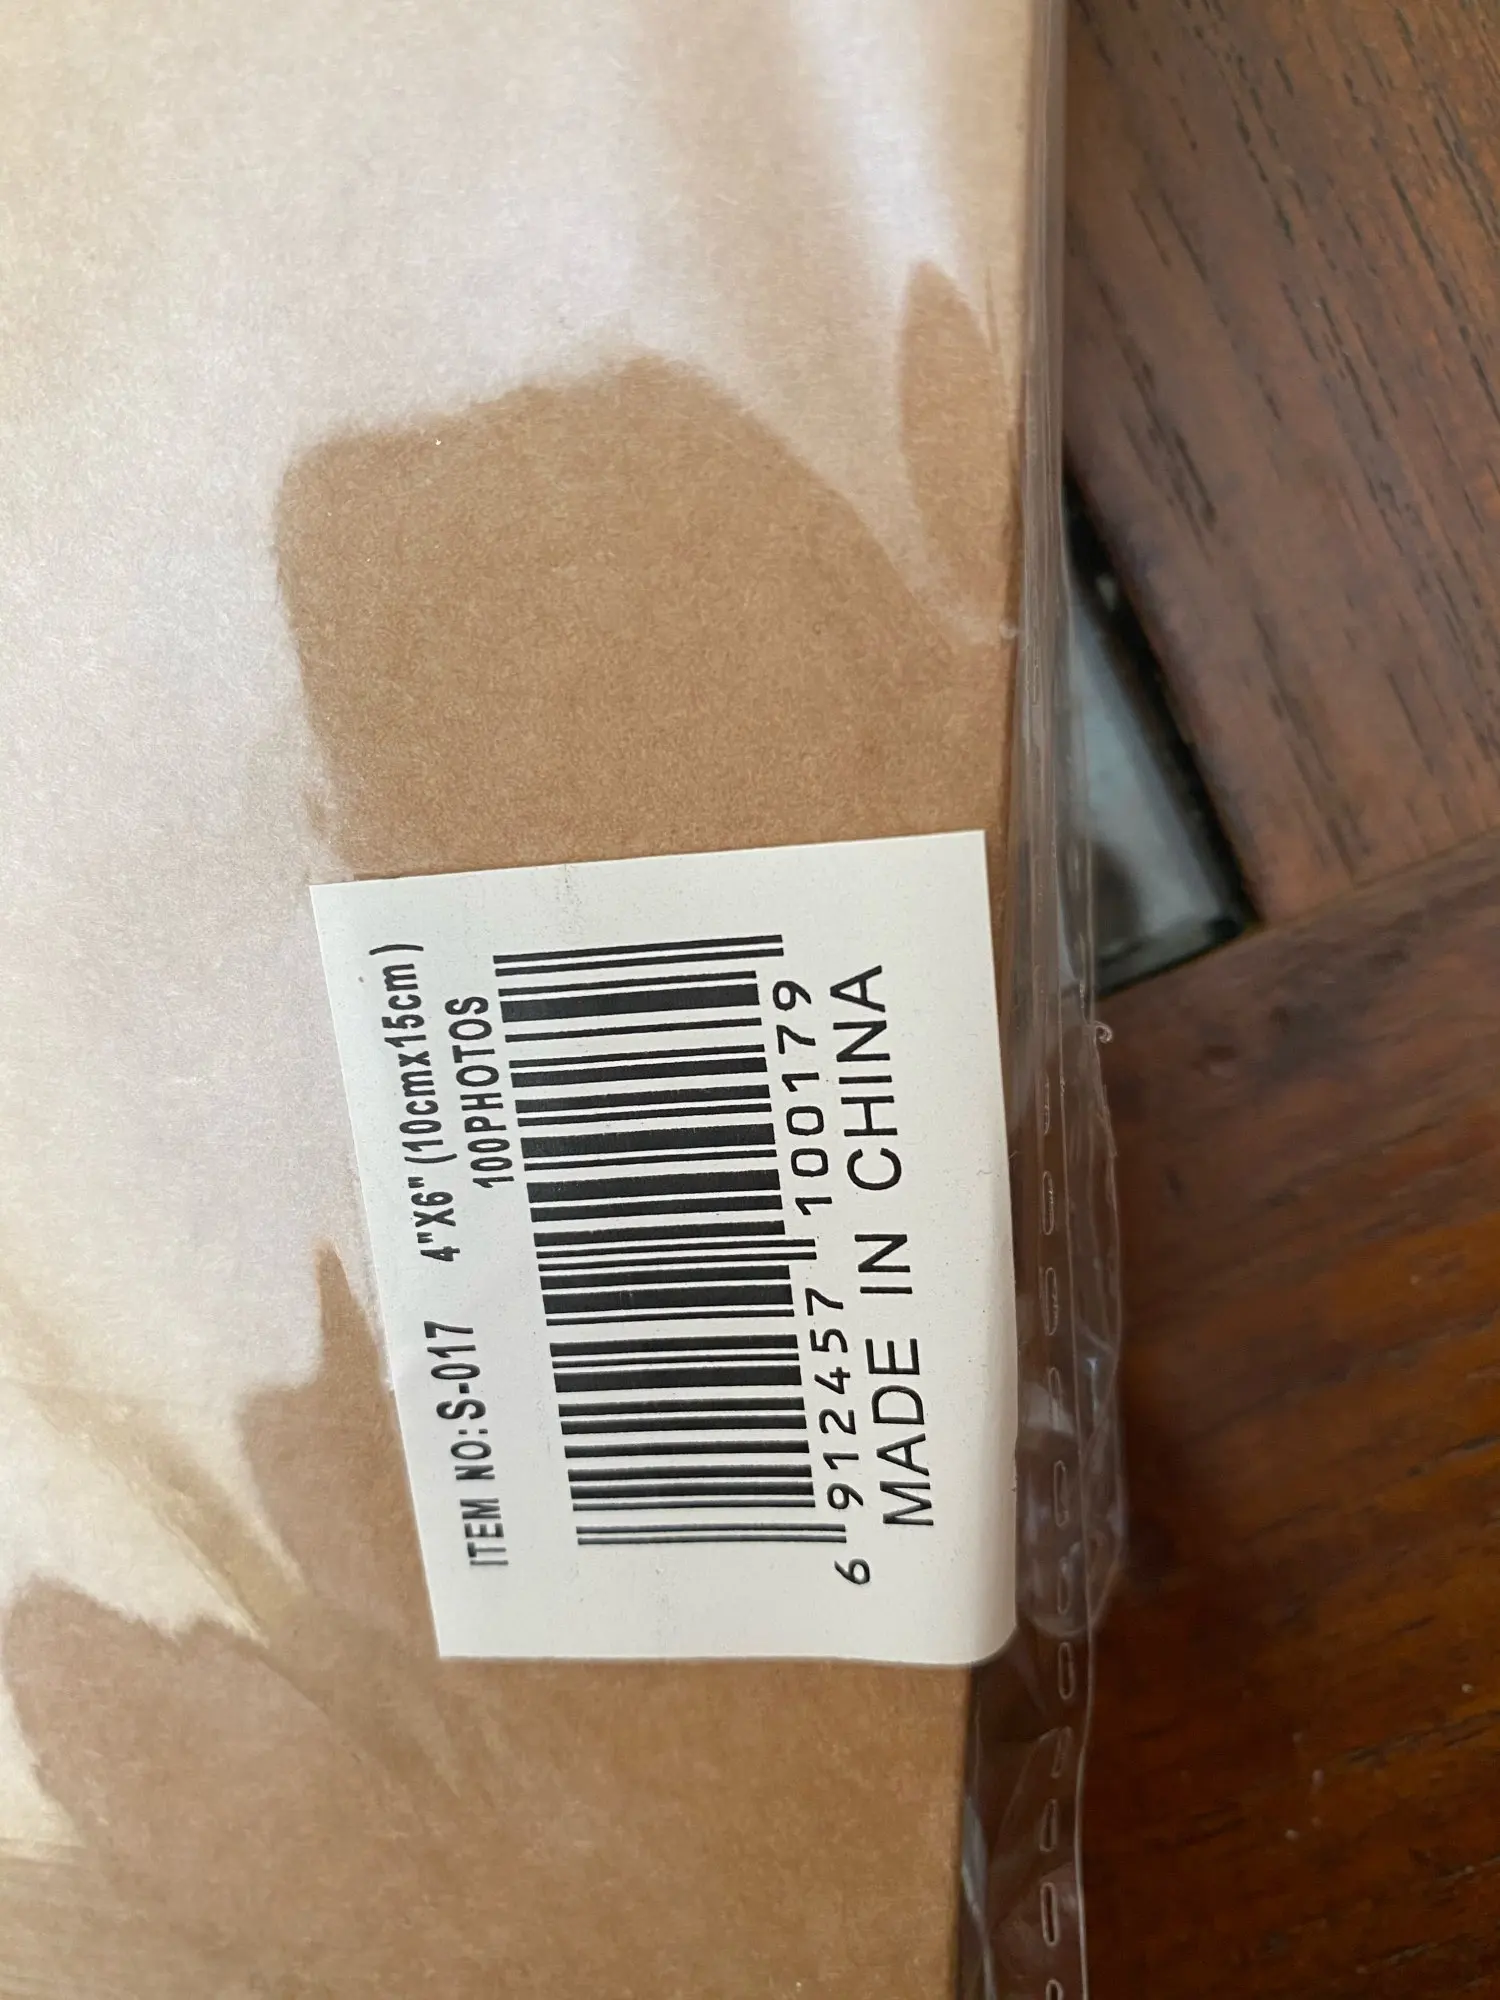 ITEM NO:S-017 4"X6"(10cmx15cm)
100PHOTOS
6 912457 100179
MADE IN CHINA